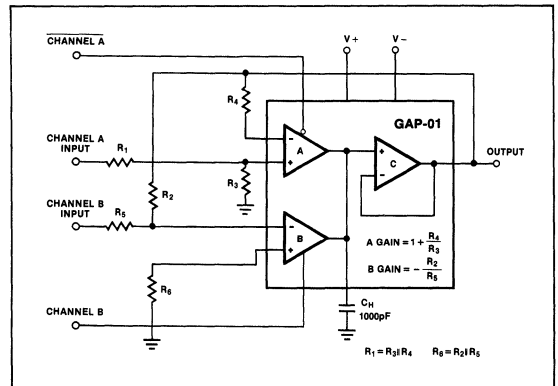 CHANNEL A
V+
V-
R4
GAP-01
CHANNEL A
INPUT
R1
-
+
A
+
-
C
OUTPUT
R2
R3
CHANNEL B
INPUT
R5
-
+
B
A GAIN = 1 + R4/R3
B GAIN = - R2/R5
R6
CH
1000pF
CHANNEL B
R1 = R3||R4 R6 = R2||R5